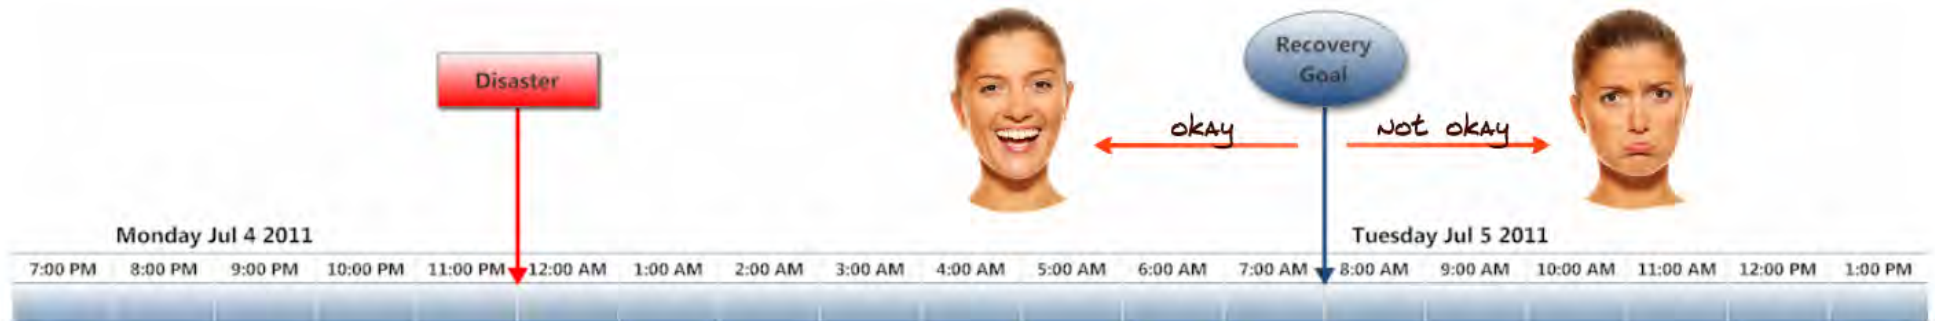 Disaster
Recovery
Goal
okay
Not okay
Monday Jul 4 2011
Tuesday Jul 5 2011
7:00 PM 8:00 PM 9:00 PM 10:00 PM 11:00 PM 12:00 AM 1:00 AM 2:00 AM 3:00 AM 4:00 AM 5:00 AM 6:00 AM 7:00 AM 8:00 AM 9:00 AM 10:00 AM 11:00 AM 12:00 PM 1:00 PM